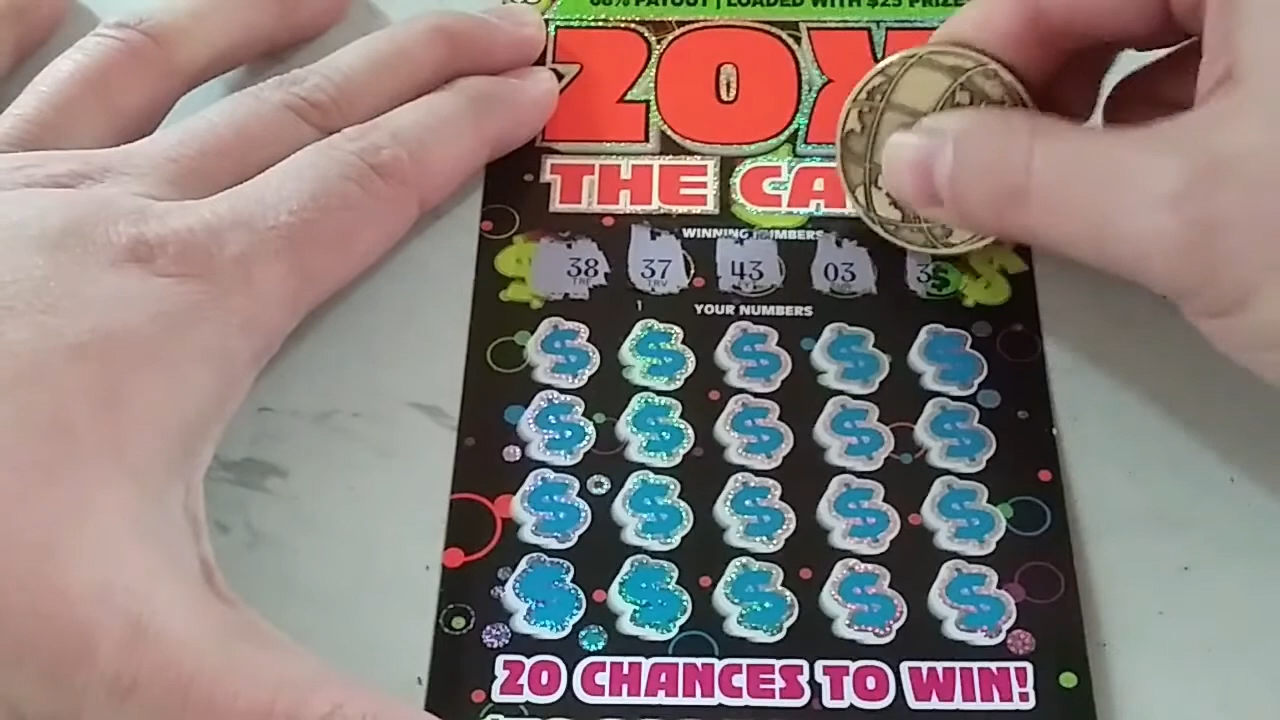 68% PAYOUT | LOADED WITH $25 PRIZE
20X
THE CA
WINNING NUMBERS
38 37 43 03 3
YOUR NUMBERS
$ $ $ $ $
$ $ $ $ $
$ $ $ $ $
$ $ $ $ $
20 CHANCES TO WIN!